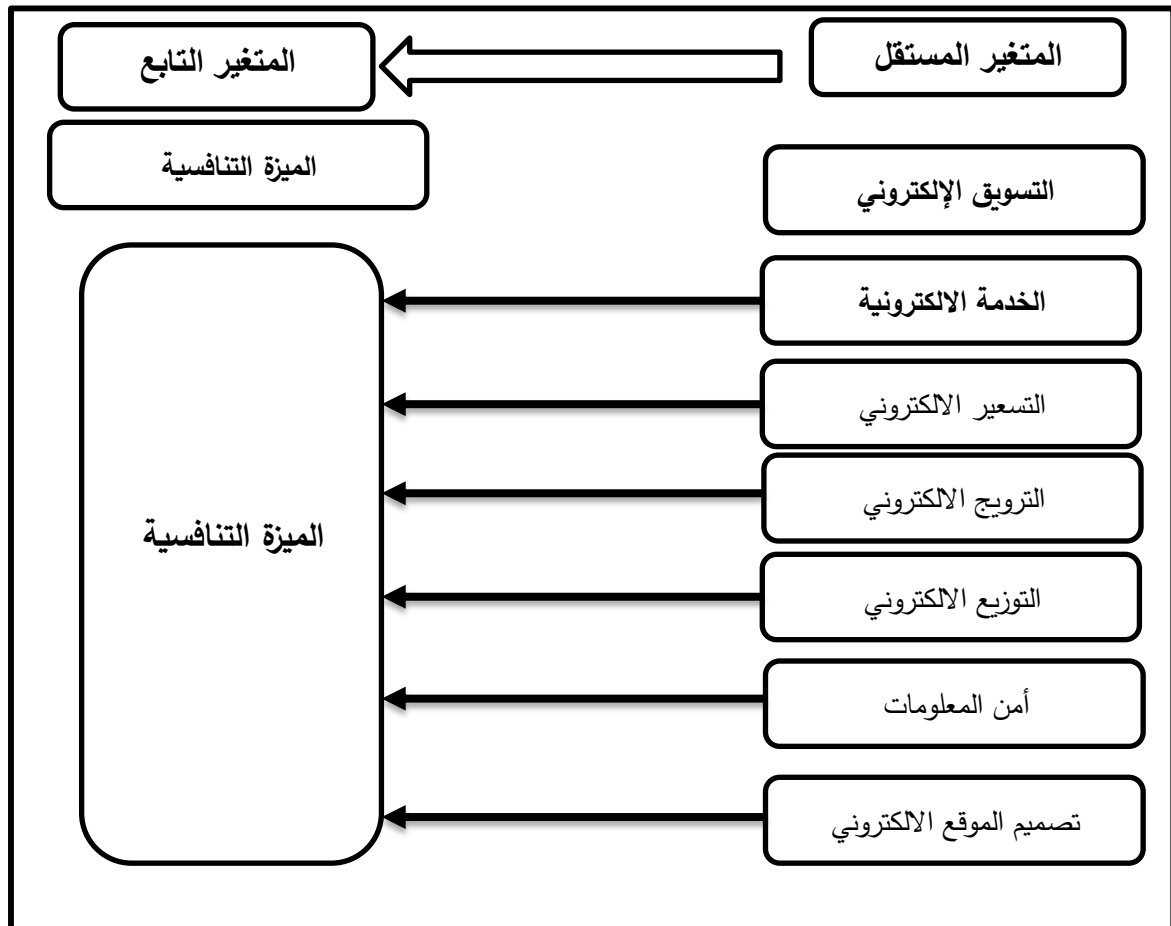 المتغير المستقل
المتغير التابع
الميزة التنافسية
التسويق الإلكتروني
الخدمة الالكترونية
التسعير الالكتروني
الترويج الالكتروني
الميزة التنافسية
التوزيع الالكتروني
أمن المعلومات
تصميم الموقع الالكتروني